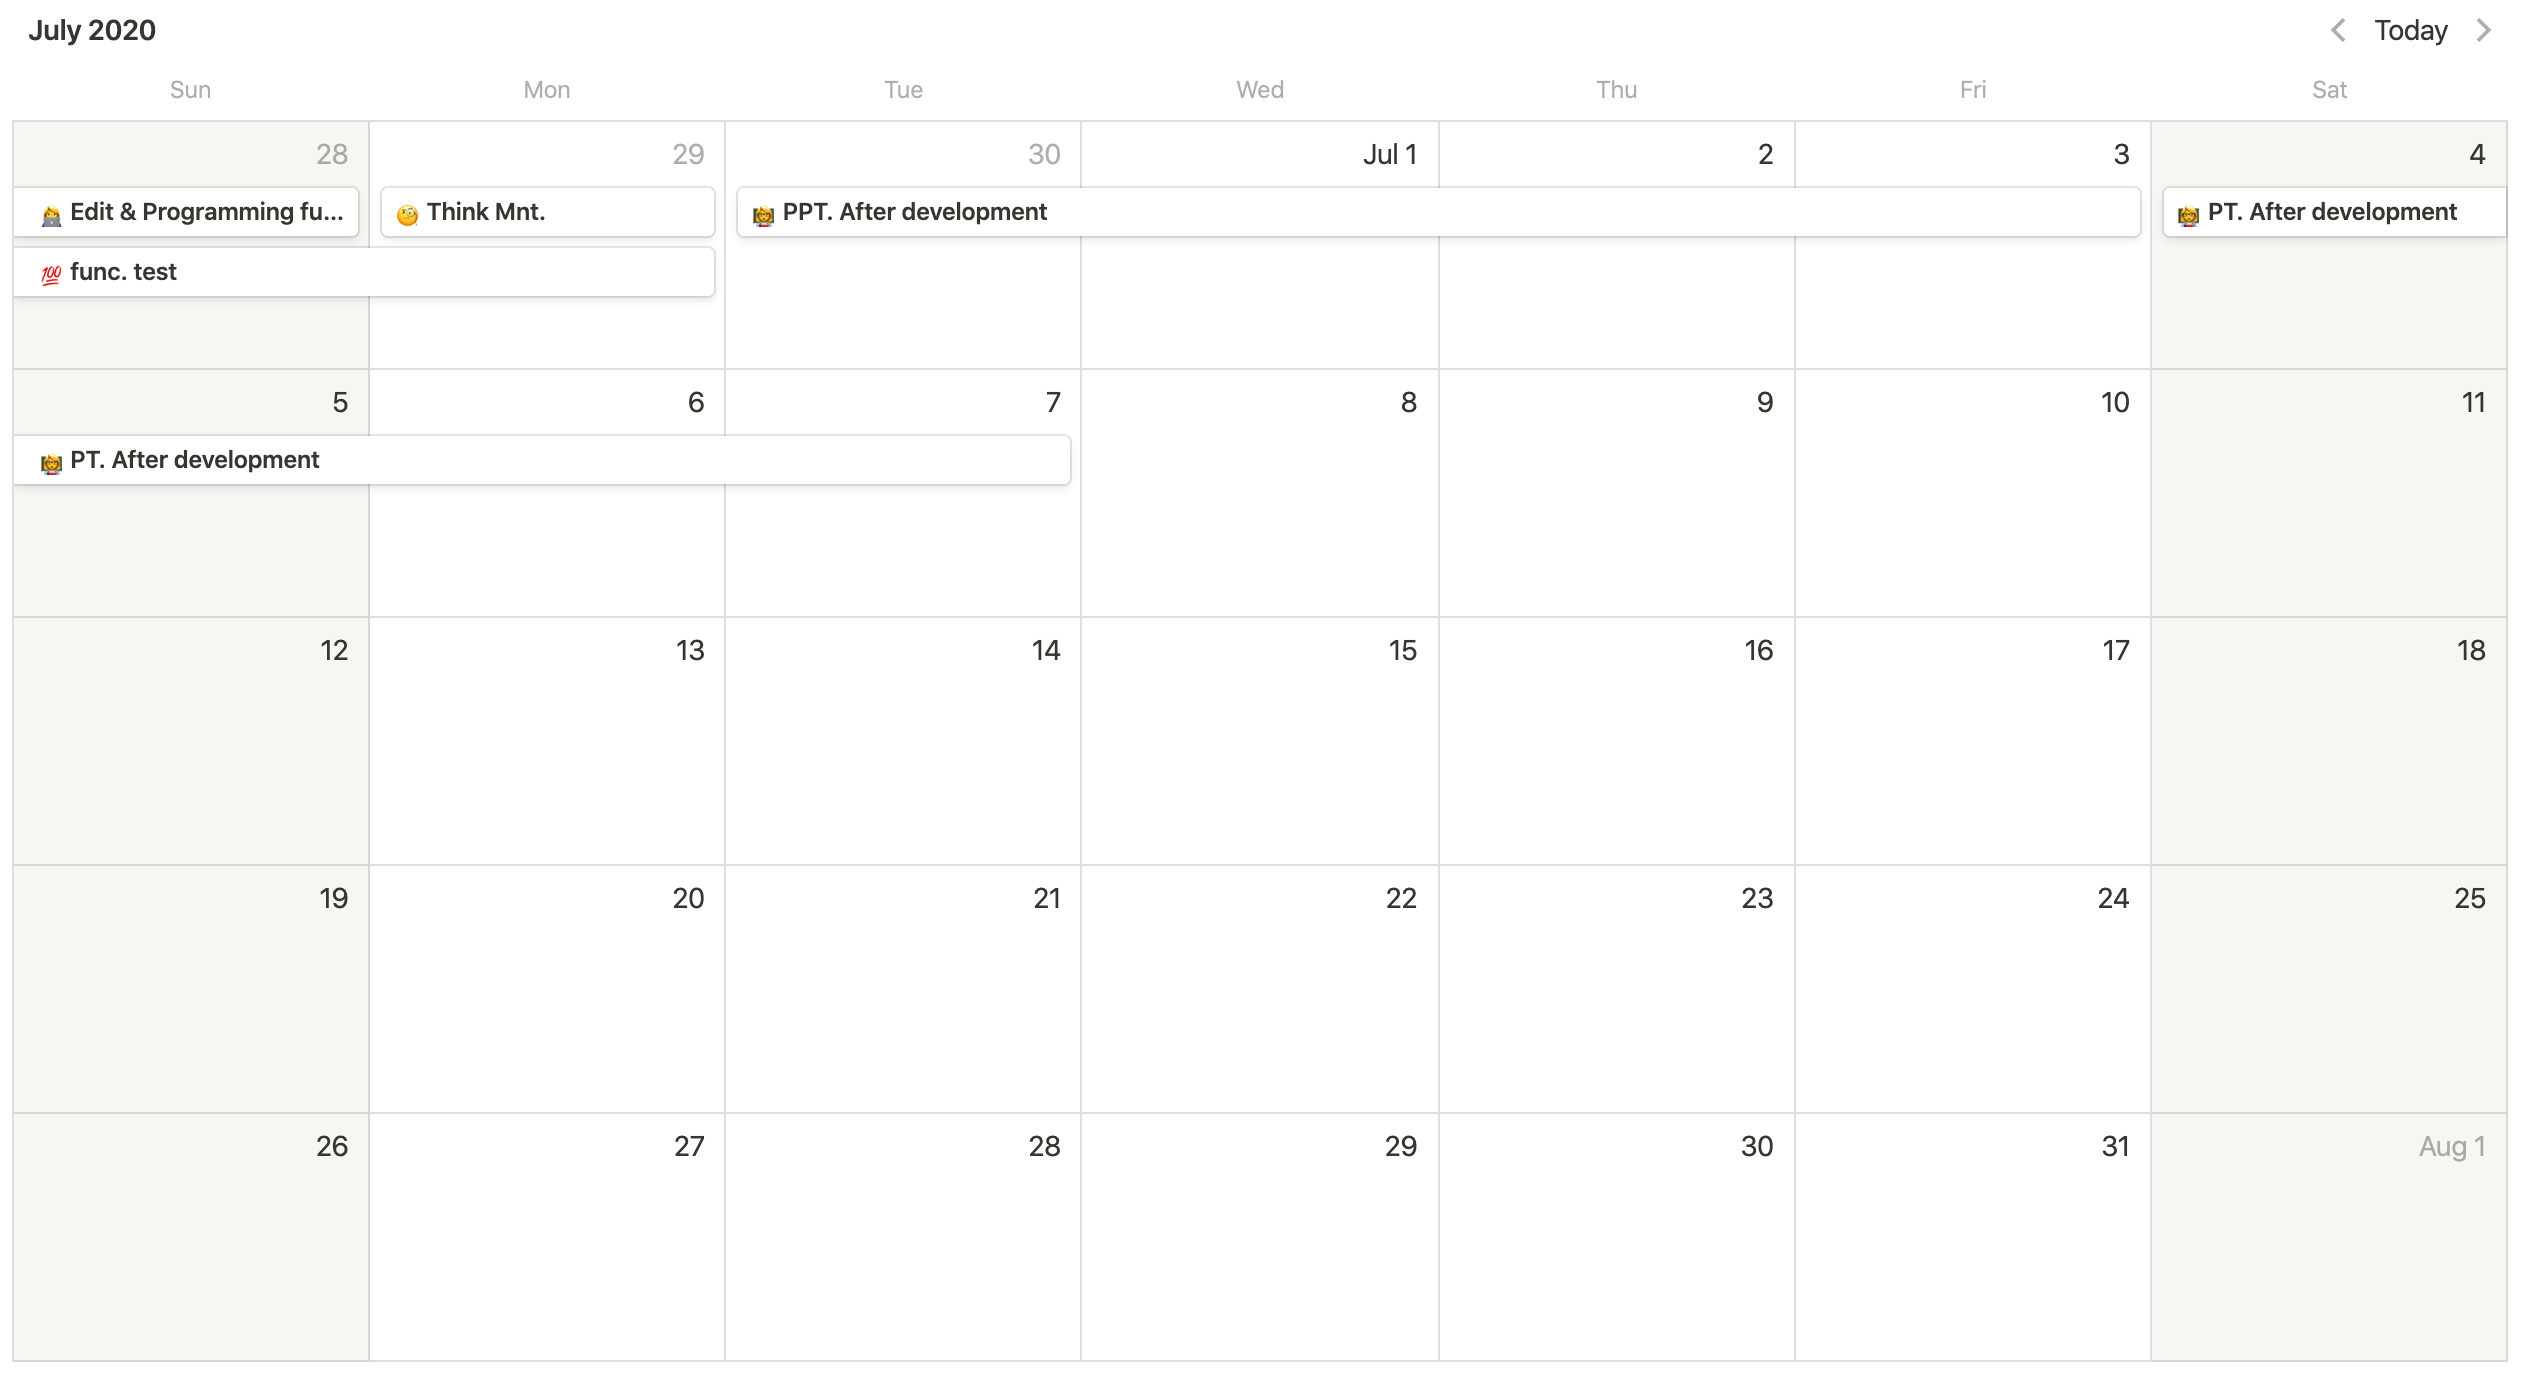 July 2020
Today
Sun Mon Tue Wed Thu Fri Sat
28 29 30 Jul 1 2 3 4
Edit & Programming fu... Think Mnt. PPT. After development PT. After development
💯 func. test
5 6 7 8 9 10 11
PT. After development
12 13 14 15 16 17 18
19 20 21 22 23 24 25
26 27 28 29 30 31 Aug 1